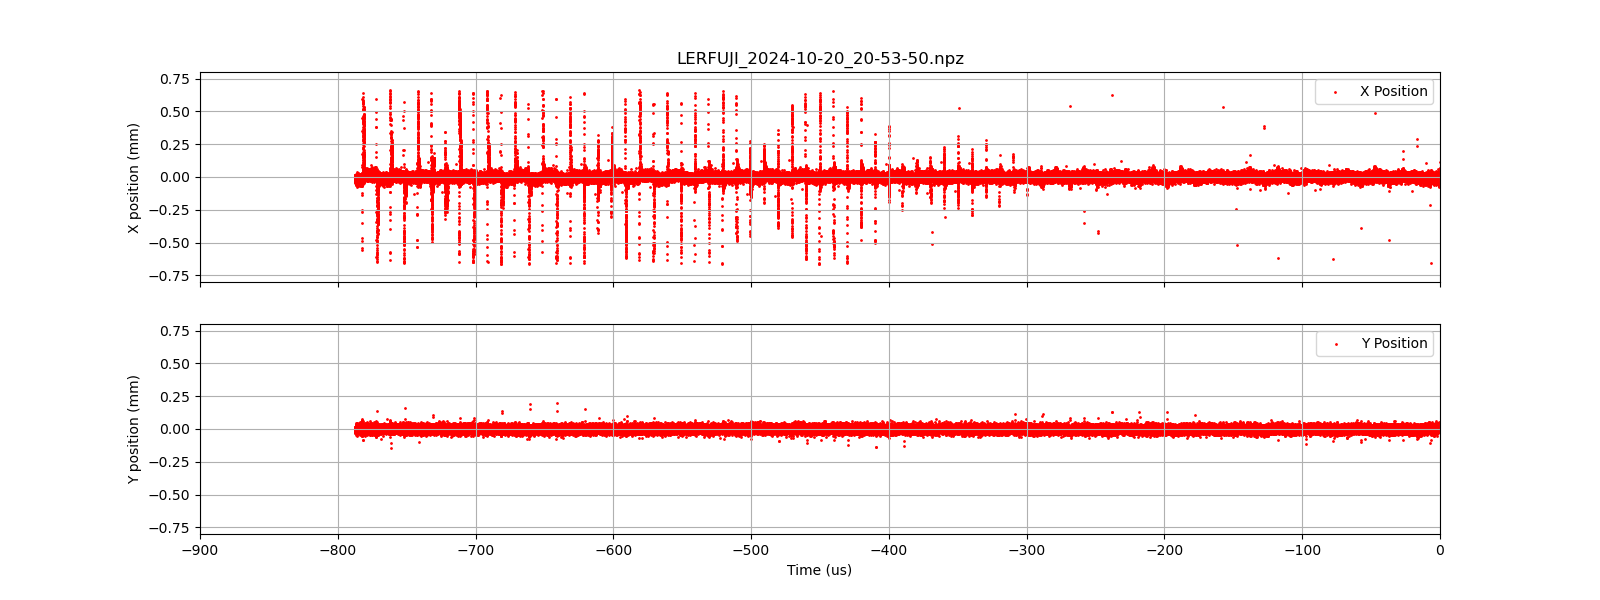 LERFUJI_2024-10-20_20-53-50.npz
0.75
0.50
0.25
0.00
−0.25
−0.50
−0.75
X position (mm)
X Position
0.75
0.50
0.25
0.00
−0.25
−0.50
−0.75
Y position (mm)
Y Position
−900 −800 −700 −600 −500 −400 −300 −200 −100 0
Time (us)